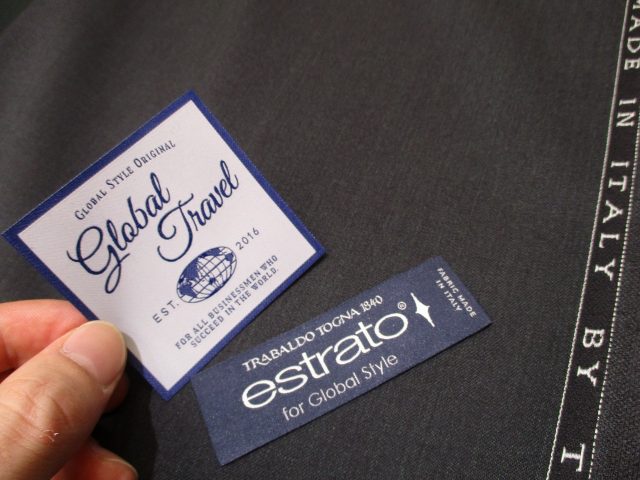 GLOBAL STYLE ORIGINAL
Global
Travel
EST. 2016
FOR ALL BUSINESSMEN WHO
SUCCEED IN THE WORLD.
TRABALDO TOGNA 1840
estrato®
for Global Style
FABRIC MADE
IN ITALY
MADE IN ITALY BY T